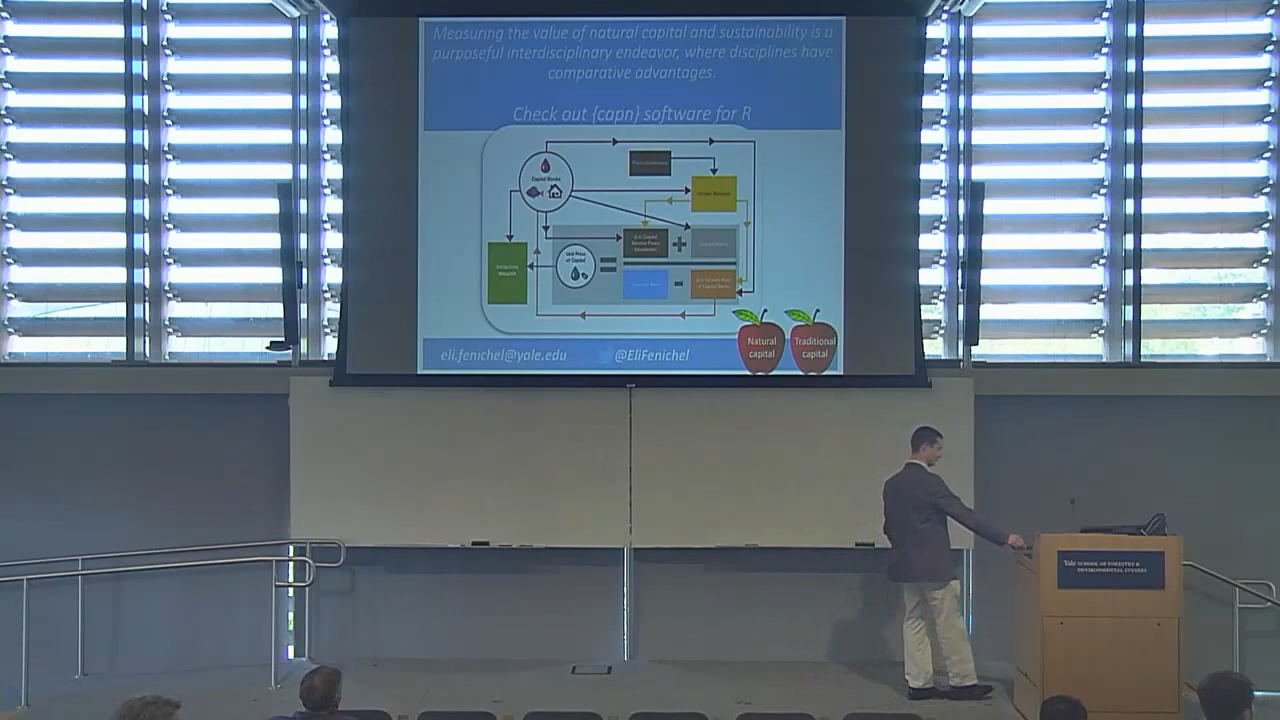 Measuring the value of natural capital and sustainability is a
purposeful interdisciplinary endeavor, where disciplines have
comparative advantages.
Check out {capn} software for R
Capital Stocks
Unit Price
of Capital
Inclusive
Wealth
+
=
-
eli.fenichel@yale.edu
@EliFenichel
Natural
capital
Traditional
capital
Yale SCHOOL OF FORESTRY &
ENVIRONMENTAL STUDIES